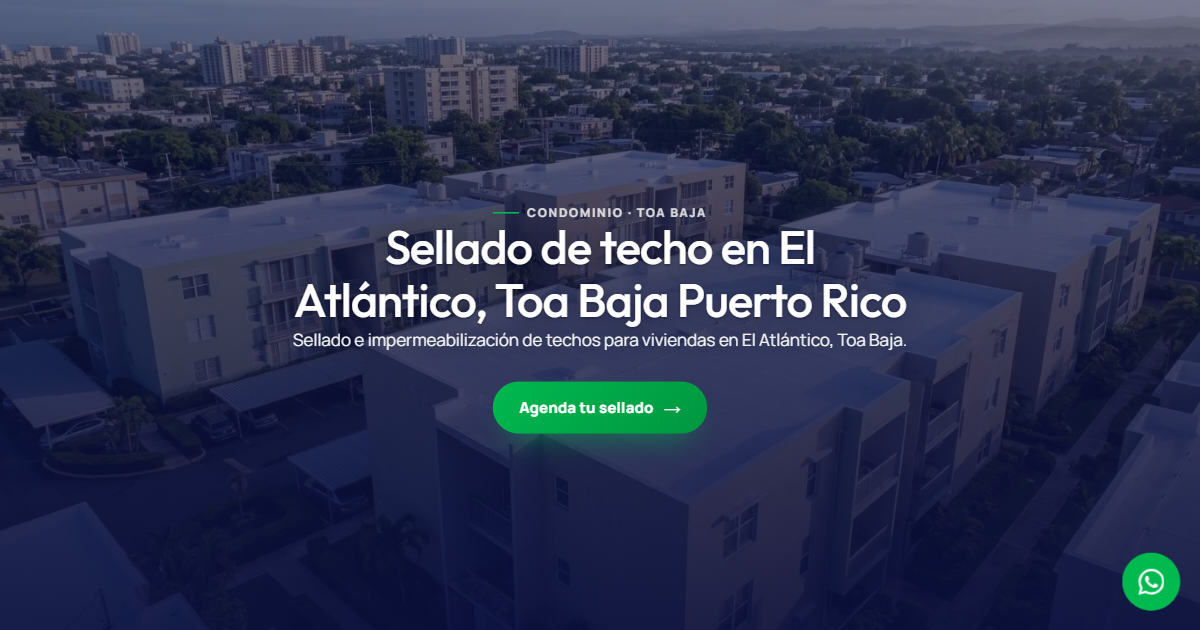 CONDOMINIO · TOA BAJA
Sellado de techo en El
Atlántico, Toa Baja Puerto Rico
Sellado e impermeabilización de techos para viviendas en El Atlántico, Toa Baja.
Agenda tu sellado →